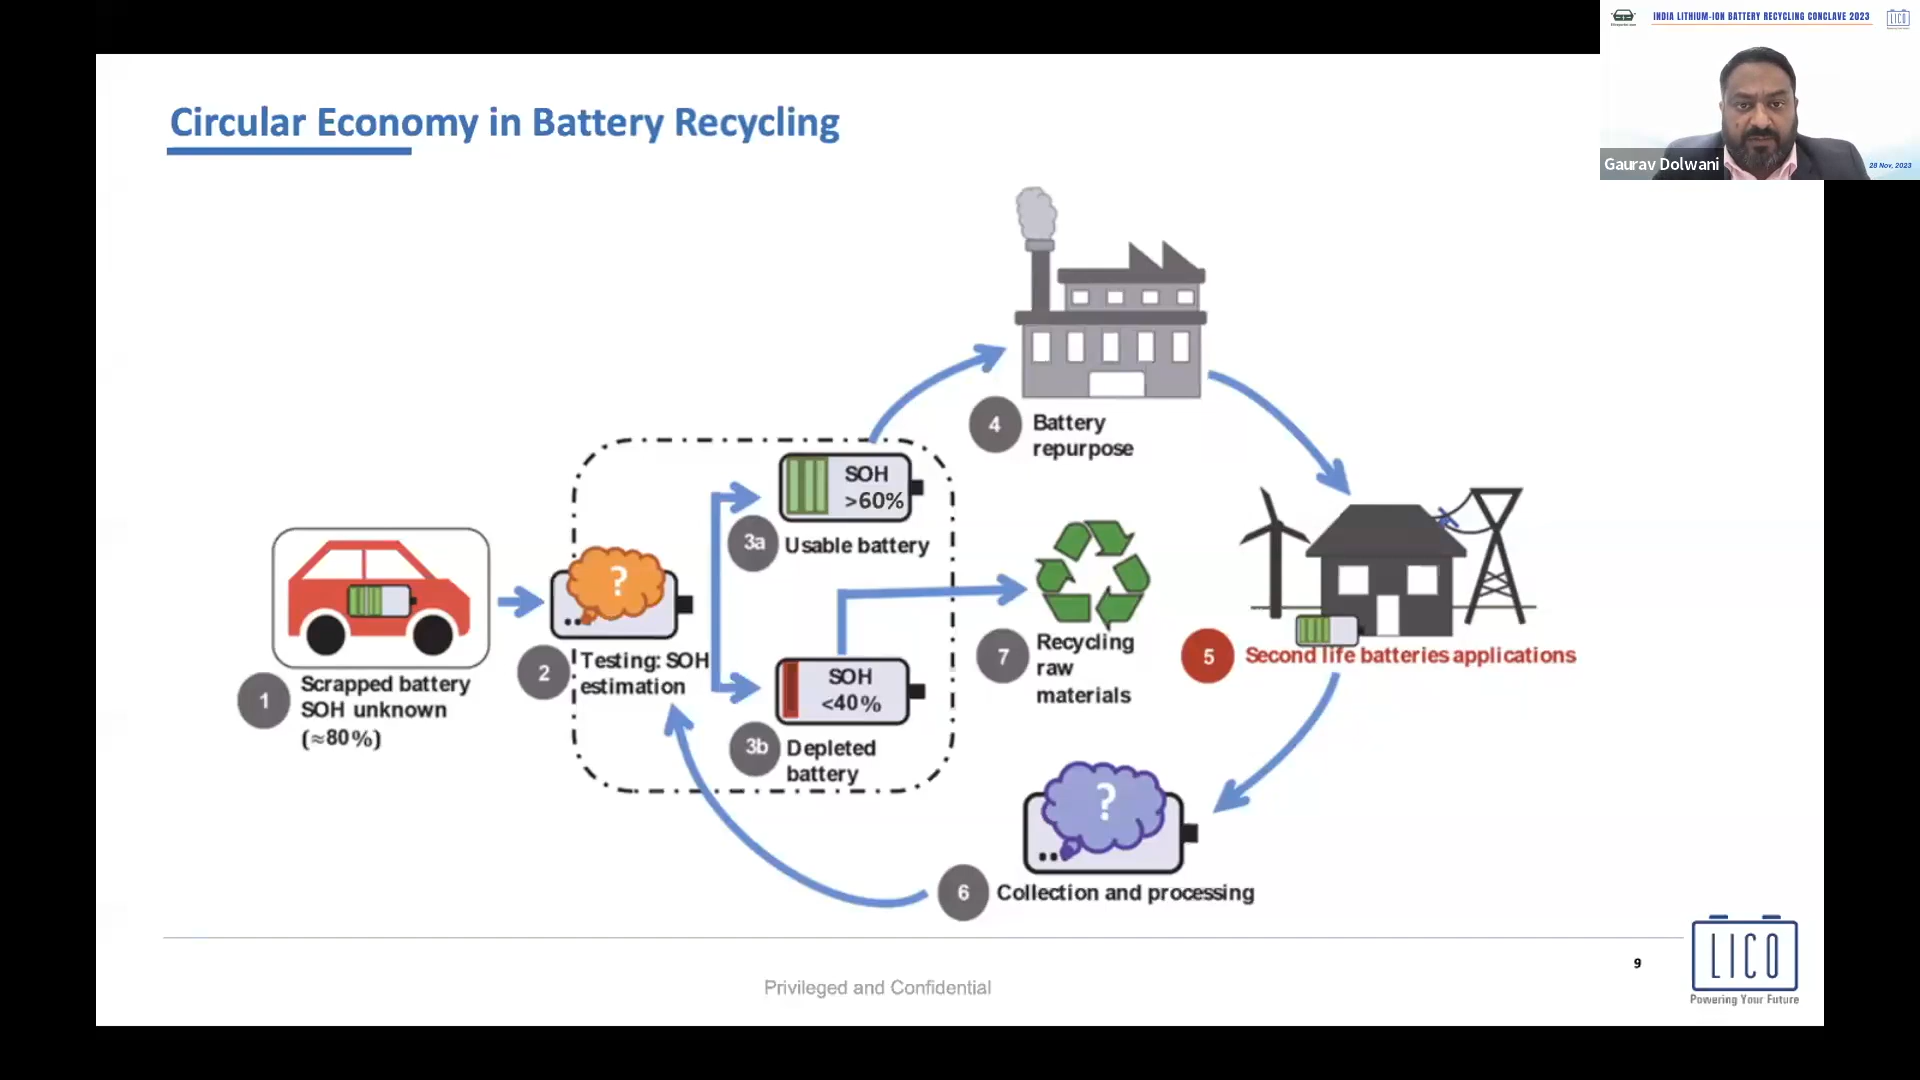 INDIA LITHIUM-ION BATTERY RECYCLING CONCLAVE 2023
LICO
Gaurav Dolwani
28 Nov, 2023
Circular Economy in Battery Recycling
4
Battery
repurpose
SOH
>60%
3a
Usable battery
?
1
Scrapped battery
SOH unknown
(≈80%)
2
Testing: SOH
estimation
SOH
<40%
3b
Depleted
battery
7
Recycling
raw
materials
5
Second life batteries applications
?
6
Collection and processing
9
Privileged and Confidential
LICO
Powering Your Future